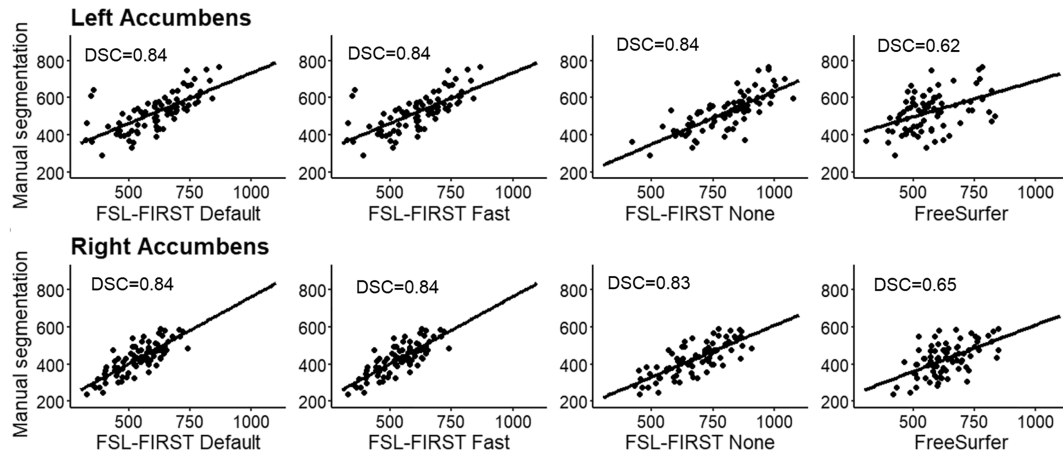 Left Accumbens
Manual segmentation
800
600
400
200
DSC=0.84
500 750 1000
FSL-FIRST Default
800
600
400
200
DSC=0.84
500 750 1000
FSL-FIRST Fast
800
600
400
200
DSC=0.84
500 750 1000
FSL-FIRST None
800
600
400
200
DSC=0.62
500 750 1000
FreeSurfer
Right Accumbens
Manual segmentation
800
600
400
200
DSC=0.84
500 750 1000
FSL-FIRST Default
800
600
400
200
DSC=0.84
500 750 1000
FSL-FIRST Fast
800
600
400
200
DSC=0.83
500 750 1000
FSL-FIRST None
800
600
400
200
DSC=0.65
500 750 1000
FreeSurfer